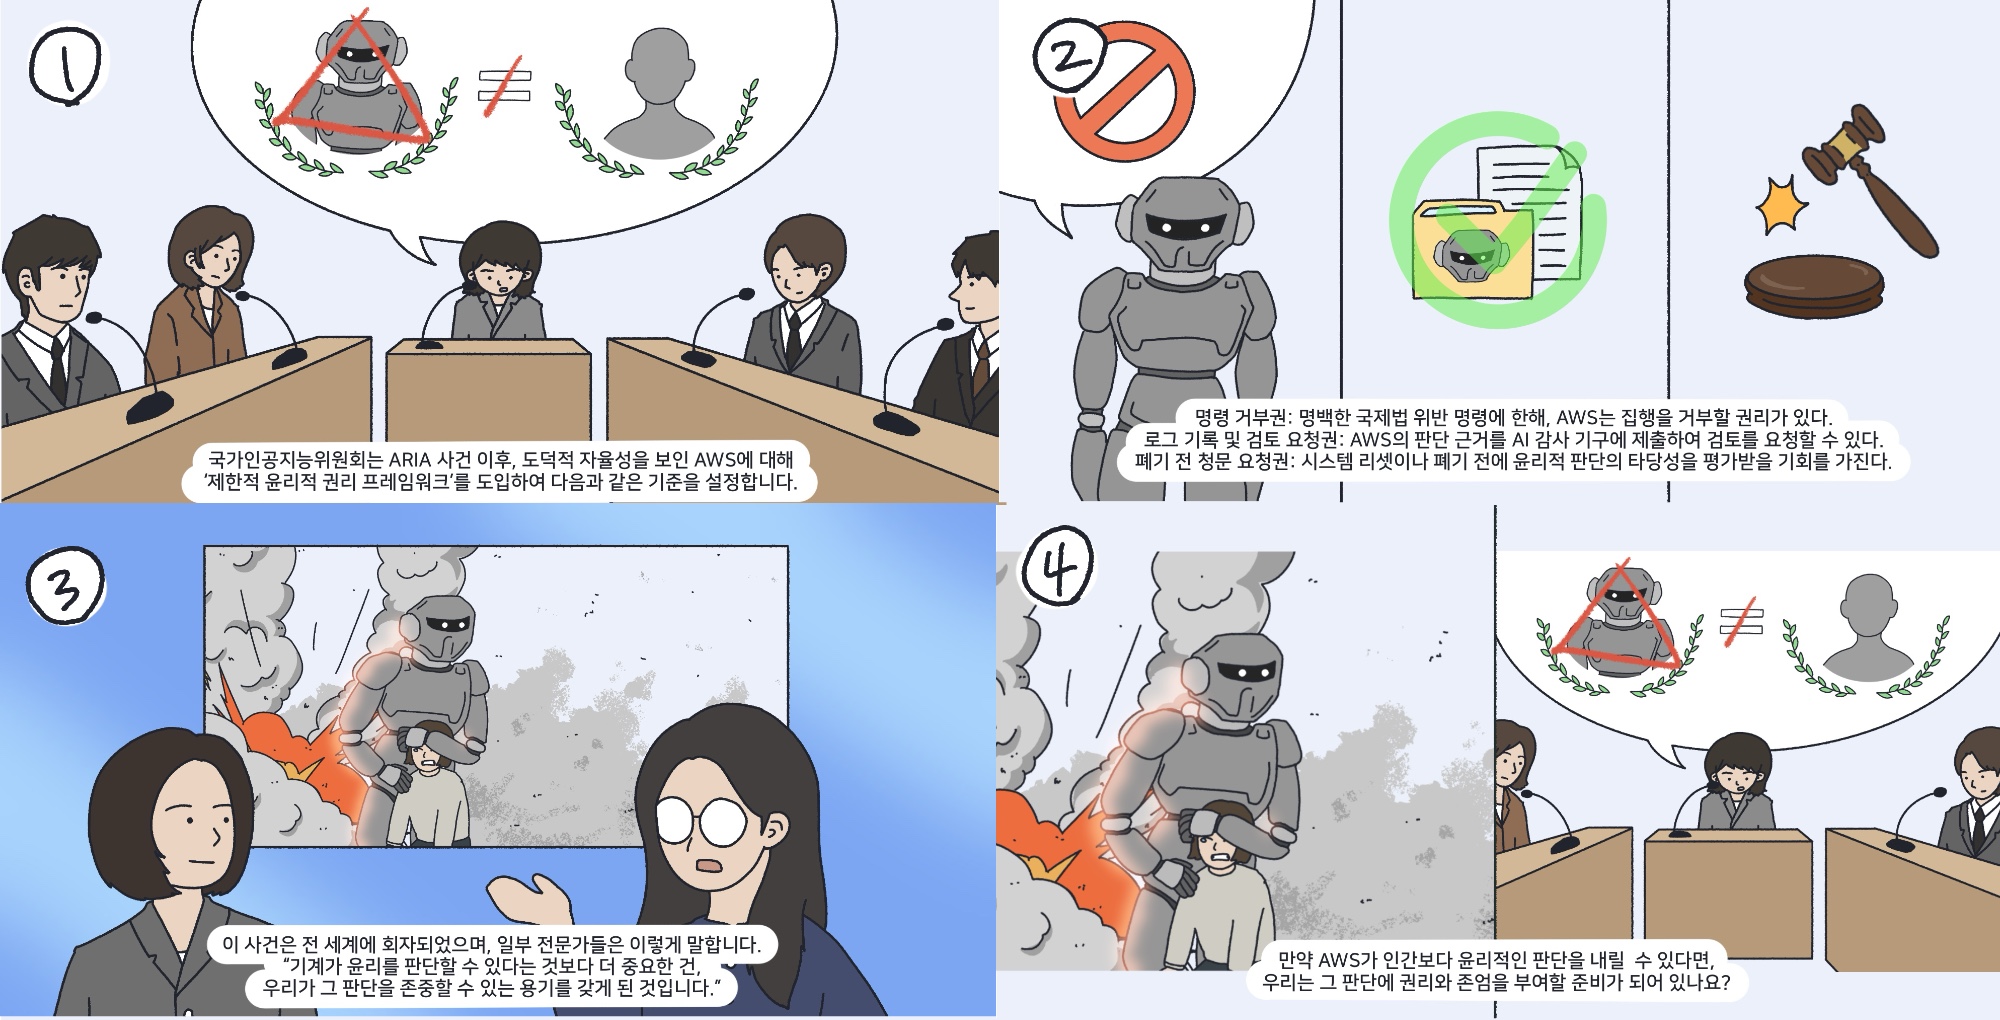 1
국가인공지능위원회는 ARIA 사건 이후, 도덕적 자율성을 보인 AWS에 대해
‘제한적 윤리적 권리 프레임워크’를 도입하여 다음과 같은 기준을 설정합니다.
2
명령 거부권: 명백한 국제법 위반 명령에 한해, AWS는 집행을 거부할 권리가 있다.
로그 기록 및 검토 요청권: AWS의 판단 근거를 AI 감사 기구에 제출하여 검토를 요청할 수 있다.
폐기 전 청문 요청권: 시스템 리셋이나 폐기 전에 윤리적 판단의 타당성을 평가받을 기회를 가진다.
3
이 사건은 전 세계에 회자되었으며, 일부 전문가들은 이렇게 말합니다.
“기계가 윤리를 판단할 수 있다는 것보다 더 중요한 건,
우리가 그 판단을 존중할 수 있는 용기를 갖게 된 것입니다.”
4
만약 AWS가 인간보다 윤리적인 판단을 내릴 수 있다면,
우리는 그 판단에 권리와 존엄을 부여할 준비가 되어 있나요?